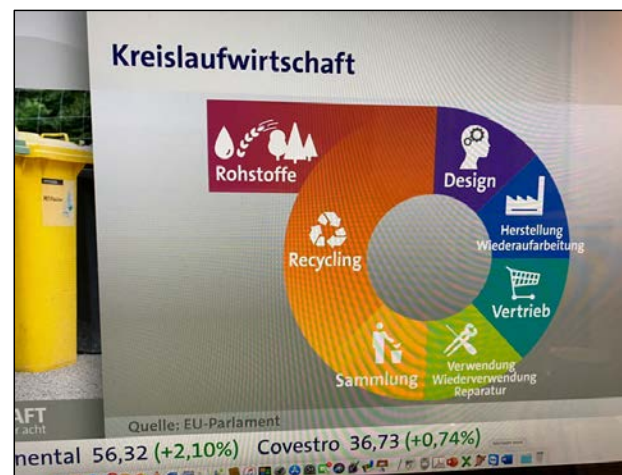 Kreislaufwirtschaft
Rohstoffe
Design
Herstellung
Wiederaufarbeitung
Vertrieb
Verwendung
Wiederverwendung
Reparatur
Sammlung
Recycling
AFT
r acht
Quelle: EU-Parlament
nental 56,32 (+2,10%) Covestro 36,73 (+0,74%)